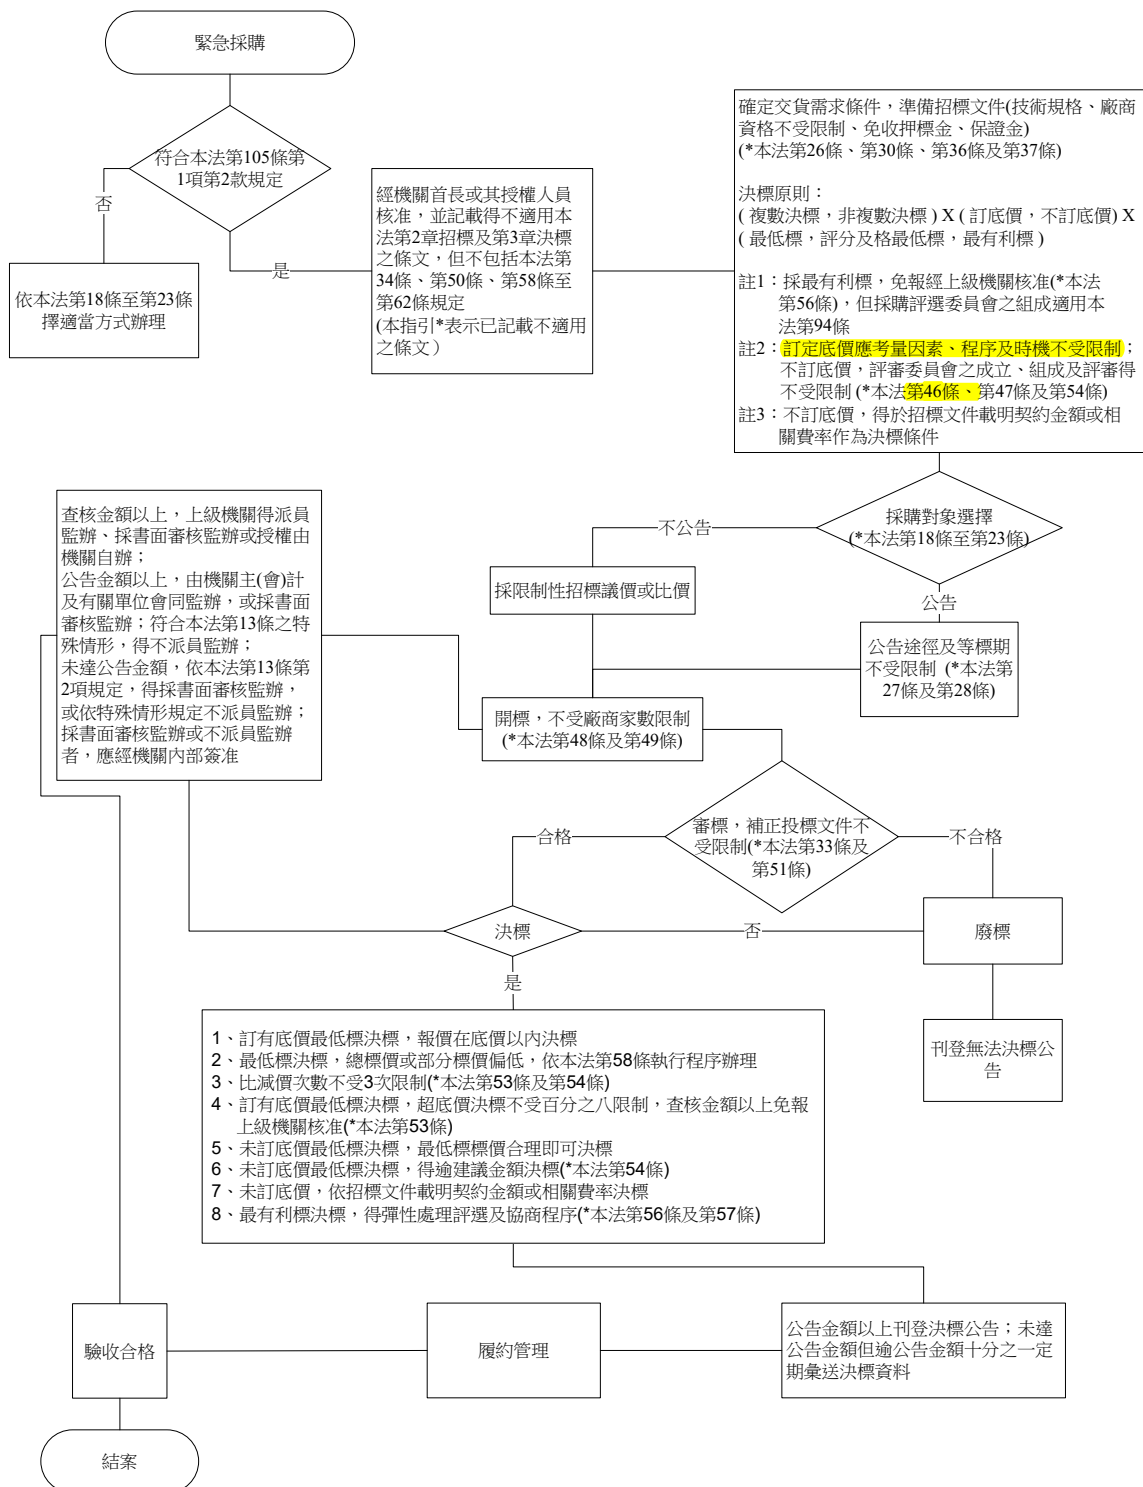 緊急採購
符合本法第105條第
1項第2款規定
否
是
依本法第18條至第23條
擇適當方式辦理
經機關首長或其授權人員
核准，並記載得不適用本
法第2章招標及第3章決標
之條文，但不包括本法第
34條、第50條、第58條至
第62條規定
(本指引*表示已記載不適用
之條文）
確定交貨需求條件，準備招標文件(技術規格、廠商
資格不受限制、免收押標金、保證金)
(*本法第26條、第30條、第36條及第37條)
決標原則：
( 複數決標，非複數決標 ) X ( 訂底價，不訂底價) X
( 最低標，評分及格最低標，最有利標 )
註1：採最有利標，免報經上級機關核准(*本法
第56條)，但採購評選委員會之組成適用本
法第94條
註2：訂定底價應考量因素、程序及時機不受限制；
不訂底價，評審委員會之成立、組成及評審得
不受限制 (*本法第46條、第47條及第54條)
註3：不訂底價，得於招標文件載明契約金額或相
關費率作為決標條件
採購對象選擇
(*本法第18條至第23條)
不公告
公告
採限制性招標議價或比價
公告途徑及等標期
不受限制 (*本法第
27條及第28條)
開標，不受廠商家數限制
(*本法第48條及第49條)
查核金額以上，上級機關得派員
監辦、採書面審核監辦或授權由
機關自辦；
公告金額以上，由機關主(會)計
及有關單位會同監辦，或採書面
審核監辦；符合本法第13條之特
殊情形，得不派員監辦；
未達公告金額，依本法第13條第
2項規定，得採書面審核監辦，
或依特殊情形規定不派員監辦；
採書面審核監辦或不派員監辦
者，應經機關內部簽准
審標，補正投標文件不
受限制(*本法第33條及
第51條)
合格
不合格
決標
否
廢標
是
刊登無法決標公
告
1、訂有底價最低標決標，報價在底價以內決標
2、最低標決標，總標價或部分標價偏低，依本法第58條執行程序辦理
3、比減價次數不受3次限制(*本法第53條及第54條)
4、訂有底價最低標決標，超底價決標不受百分之八限制，查核金額以上免報
上級機關核准(*本法第53條)
5、未訂底價最低標決標，最低標標價合理即可決標
6、未訂底價最低標決標，得逾建議金額決標(*本法第54條)
7、未訂底價，依招標文件載明契約金額或相關費率決標
8、最有利標決標，得彈性處理評選及協商程序(*本法第56條及第57條)
公告金額以上刊登決標公告；未達
公告金額但逾公告金額十分之一定
期彙送決標資料
履約管理
驗收合格
結案